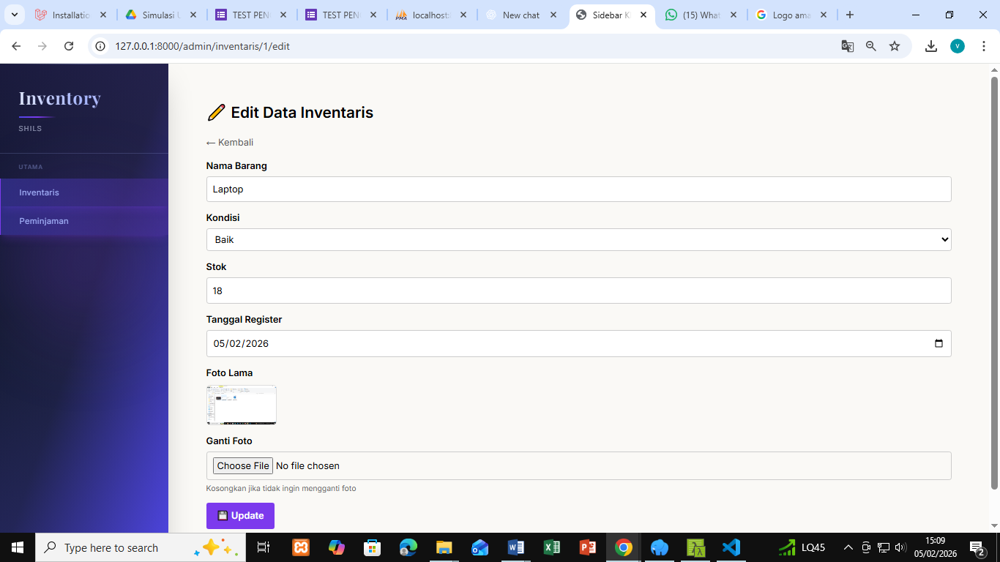 Installatio
Simulasi U
TEST PEN
TEST PEN
localhost
New chat
Sidebar K
(15) What
Logo ama
127.0.0.1:8000/admin/inventaris/1/edit
V
Inventory
SHILS
UTAMA
Inventaris
Peminjaman
✏️ Edit Data Inventaris
← Kembali
Nama Barang
Laptop
Kondisi
Baik
Stok
18
Tanggal Register
05/02/2026
Foto Lama
Ganti Foto
Choose File No file chosen
Kosongkan jika tidak ingin mengganti foto
💾 Update
Type here to search
LQ45
15:09
05/02/2026
2